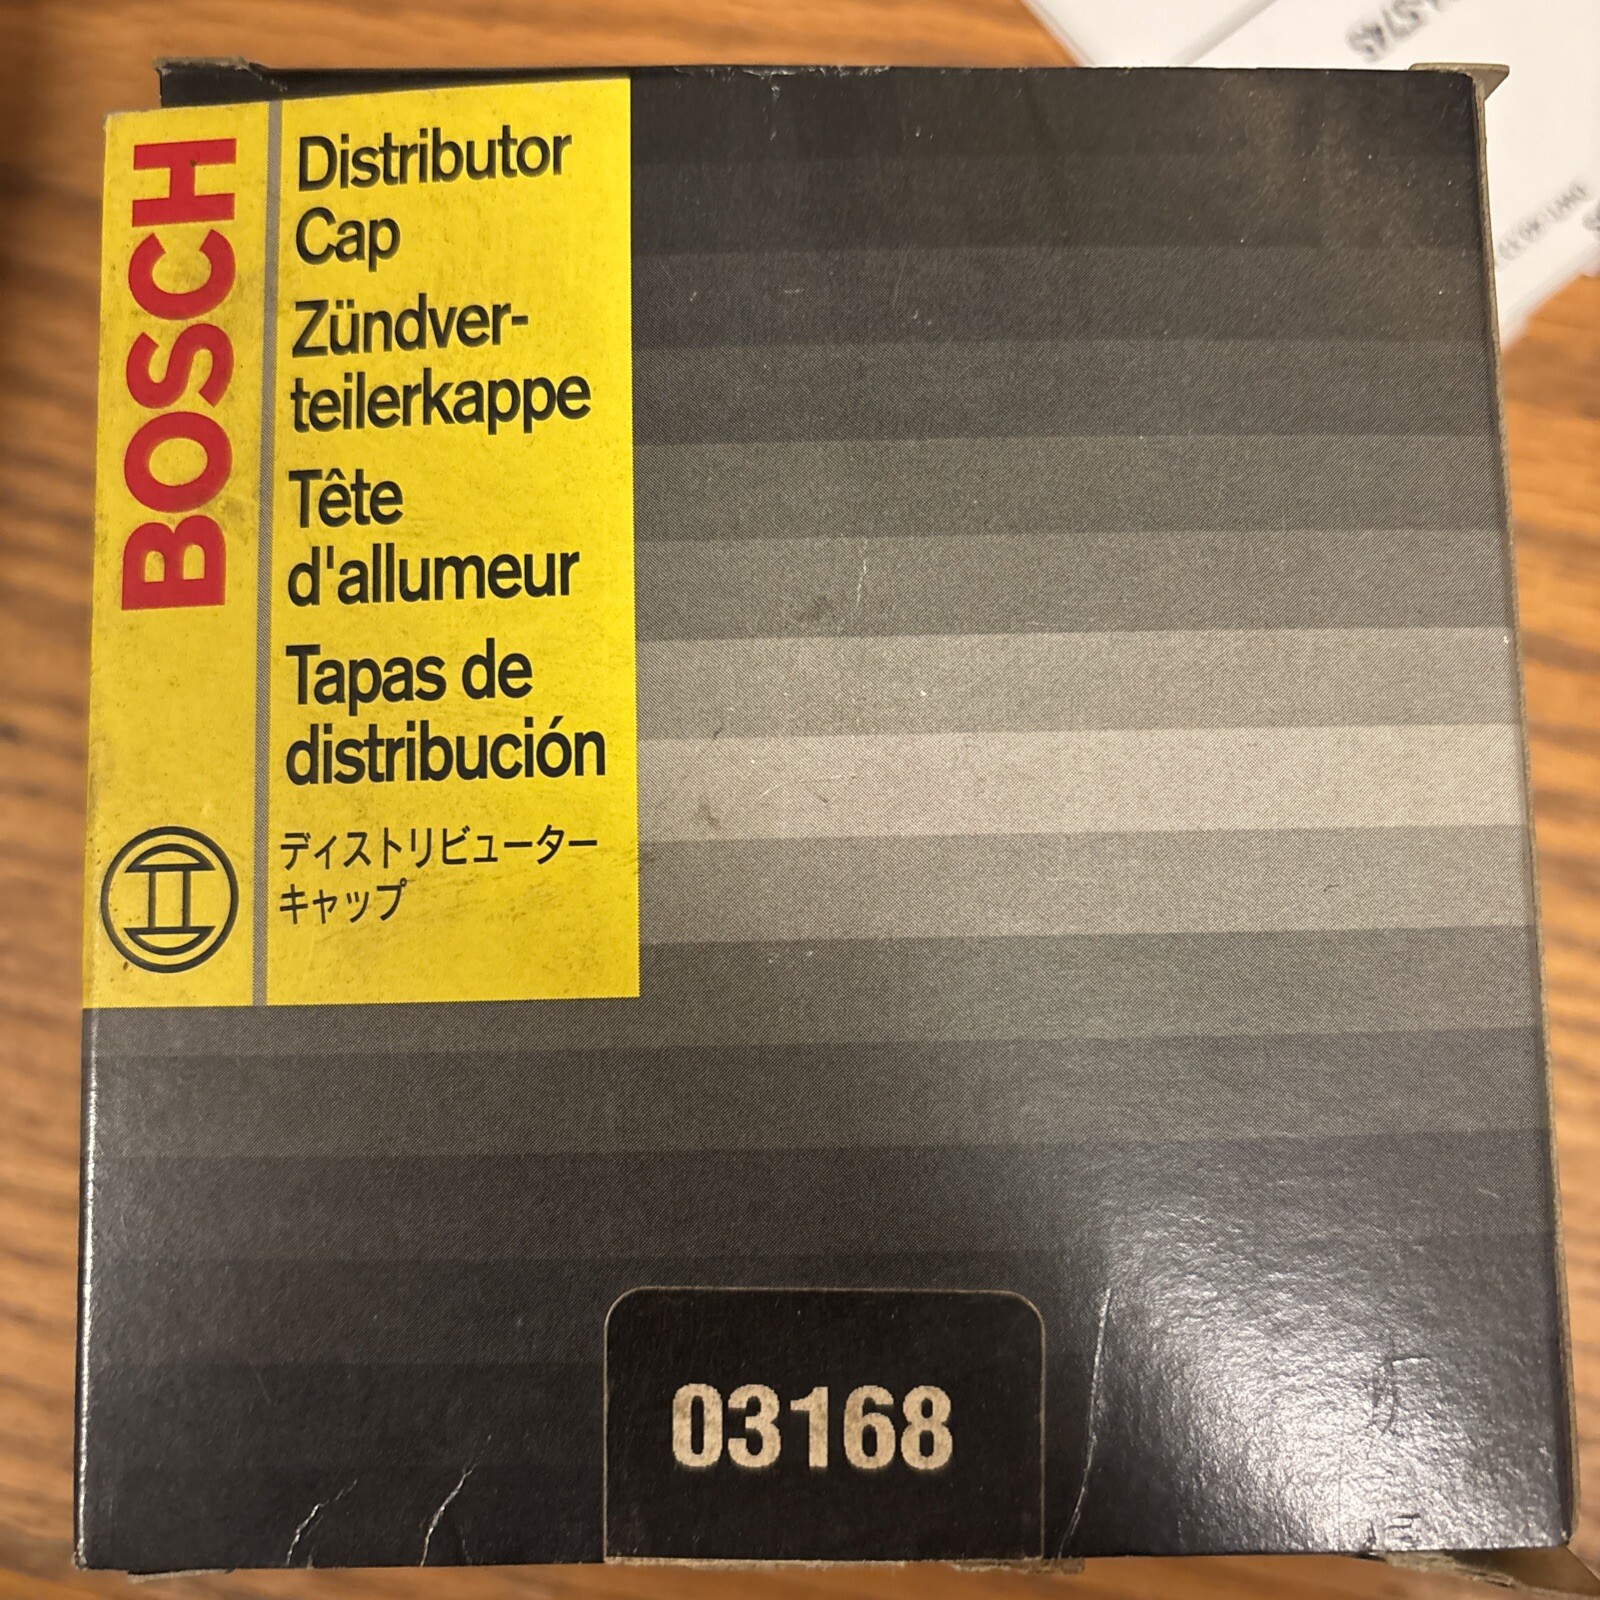 BOSCH
Distributor
Cap
Zündver-
teilerkappe
Tête
d'allumeur
Tapas de
distribución
ディストリビューター
キャップ
03168